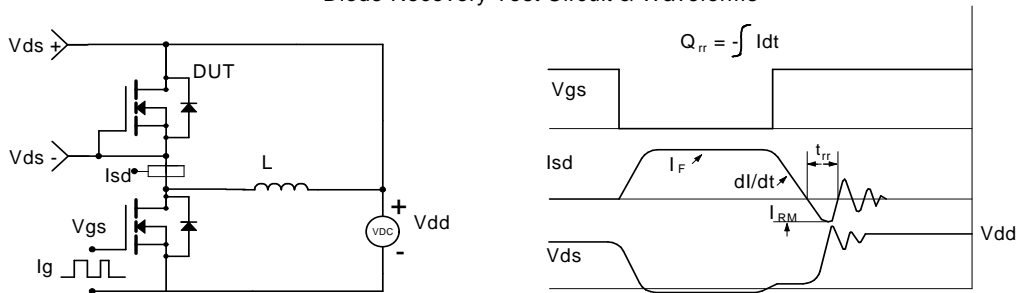 Diode Recovery Test Circuit & Waveforms
Vds +
DUT
Vds -
Isd
L
Vgs
Ig
+
VDC
-
Vdd
Q rr = -∫ Idt
Vgs
Isd
I F
dI/dt
t rr
I RM
Vds
Vdd